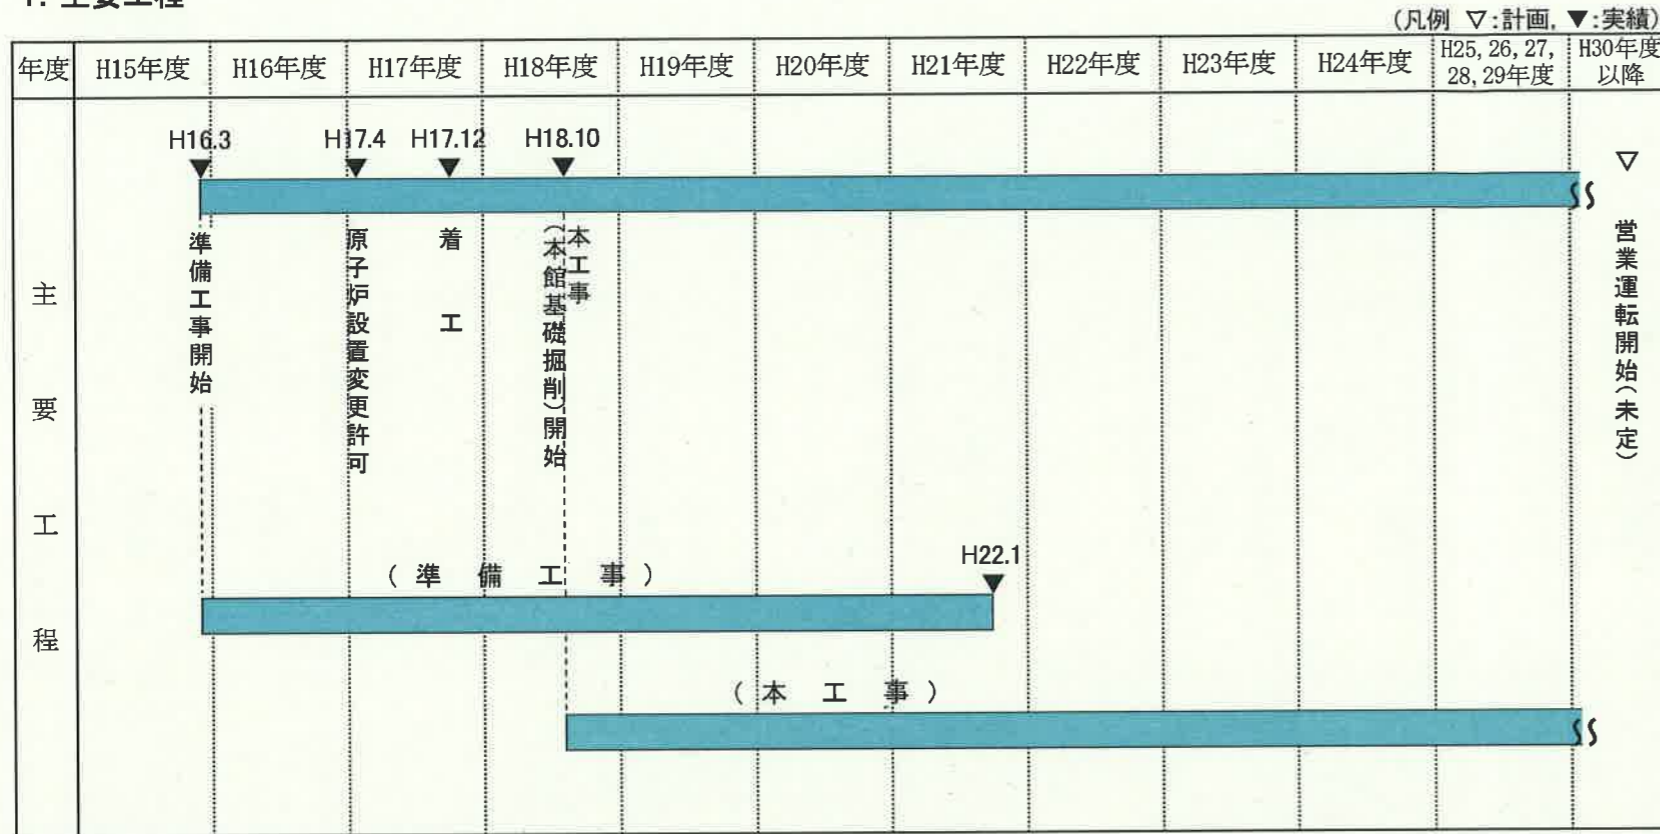 1. 主要工程
(凡例 ▽:計画, ▼:実績)
年度
H15年度
H16年度
H17年度
H18年度
H19年度
H20年度
H21年度
H22年度
H23年度
H24年度
H25, 26, 27,
28, 29年度
H30年度
以降
主要工程
H16.3
H17.4
H17.12
H18.10
▽
準備工事開始
原子炉設置変更許可
着工
本工事
(本館基礎掘削)開始
営業運転開始(未定)
(準備工事)
H22.1
(本工事)